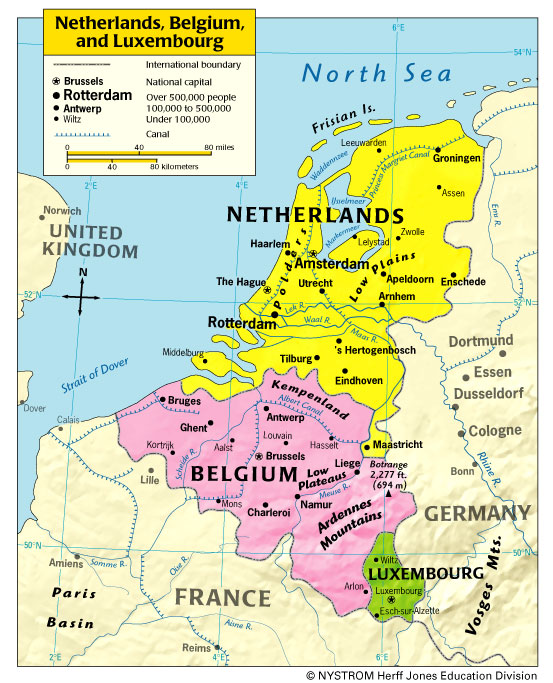 Netherlands, Belgium,
and Luxembourg
International boundary
Brussels National capital
Rotterdam Over 500,000 people
Antwerp 100,000 to 500,000
Wiltz Under 100,000
Canal
0 40 80 miles
0 40 80 kilometers
6°E
54°N
North Sea
Frisian Is.
Leeuwarden
Waddenzee
Princess Margriet Canal
Groningen
Assen
Ems R.
2°E
4°E
Norwich
UNITED
KINGDOM
N
NETHERLANDS
IJselmeer
Markermeer
Lelystad
Zwolle
Haarlem
Amsterdam
Polders
Low Plains
The Hague
Utrecht
Apeldoorn
Enschede
Arnhem
52°N
52°N
Rotterdam
Lek R.
Waal R.
Maas R.
's Hertogenbosch
Middelburg
Tilburg
Eindhoven
Dortmund
Essen
Dusseldorf
Strait of Dover
Dover
Calais
Bruges
Kempenland
Antwerp
Albert Canal
Ghent
Kortrijk
Schelde R.
Aalst
Louvain
Hasselt
Brussels
Maastricht
Cologne
Bonn
Rhine R.
Lille
BELGIUM
Low
Plateaus
Liege
Botrange
2,277 ft.
(694 m)
Meuse R.
Mons
Charleroi
Namur
Ardennes
Mountains
GERMANY
50°N
50°N
Amiens
Somme R.
Oise R.
Wiltz
LUXEMBOURG
Arlon
Luxembourg
Esch-sur-Alzette
Vosges Mts.
Paris
Basin
FRANCE
Aisne R.
Reims
2°E
4°E
6°E
© NYSTROM Herff Jones Education Division